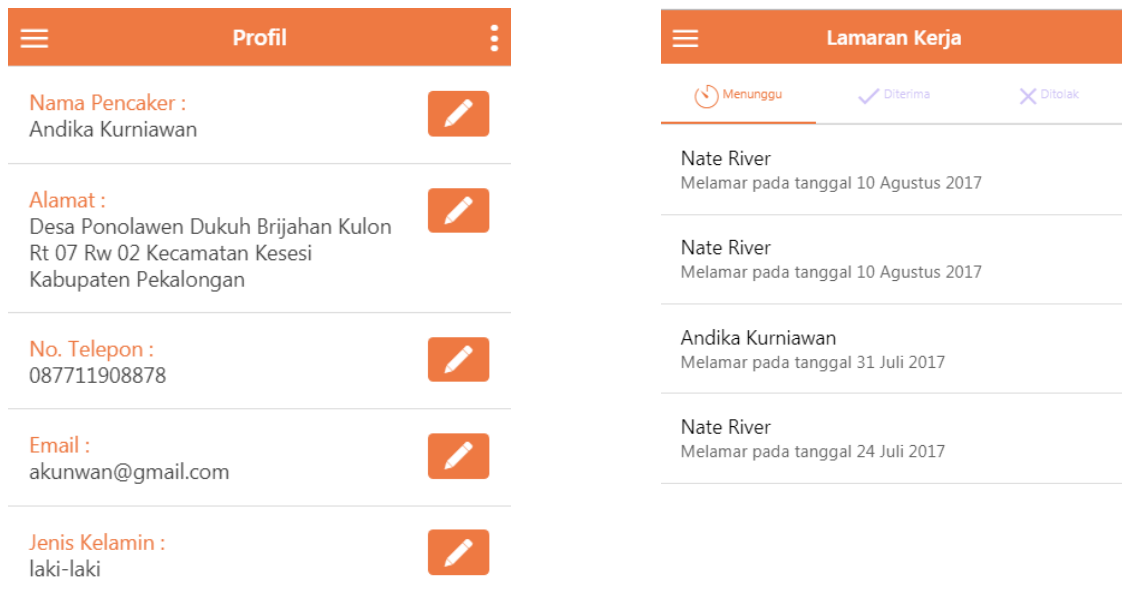 Profil
Nama Pencaker :
Andika Kurniawan
Alamat :
Desa Ponolawen Dukuh Brijahan Kulon
Rt 07 Rw 02 Kecamatan Kesesi
Kabupaten Pekalongan
No. Telepon :
087711908878
Email :
akunwan@gmail.com
Jenis Kelamin :
laki-laki
Lamaran Kerja
Menunggu
Diterima
Ditolak
Nate River
Melamar pada tanggal 10 Agustus 2017
Nate River
Melamar pada tanggal 10 Agustus 2017
Andika Kurniawan
Melamar pada tanggal 31 Juli 2017
Nate River
Melamar pada tanggal 24 Juli 2017